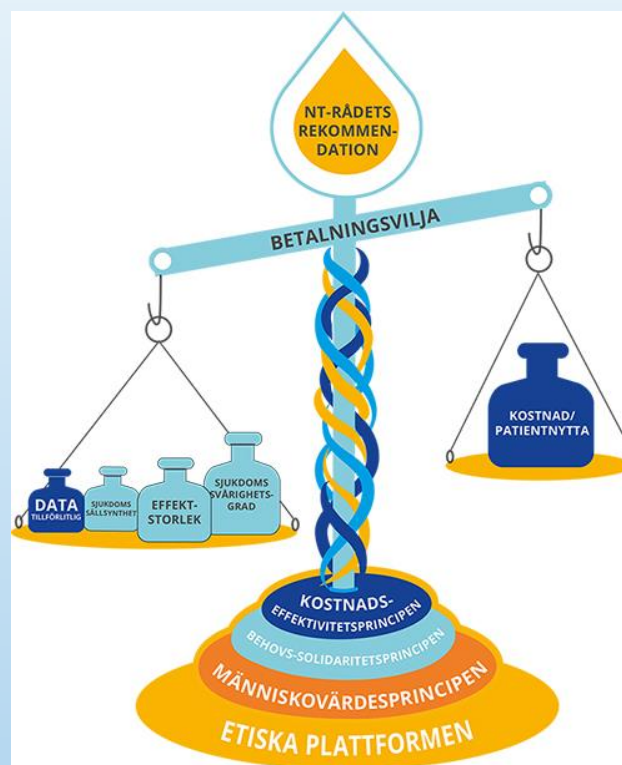 NT-RÅDETS
REKOMMEN-
DATION
BETALNINGSVILJA
KOSTNAD/
PATIENTNYTTA
DATA
TILLFÖRLITLIG
SJUKDOMS
SÄLLSYNTHET
EFFEKT-
STORLEK
SJUKDOMS
SVÅRIGHETS-
GRAD
KOSTNADS-
EFFEKTIVITETSPRINCIPEN
BEHOVS-SOLIDARITETSPRINCIPEN
MÄNNISKOVÄRDESPRINCIPEN
ETISKA PLATTFORMEN